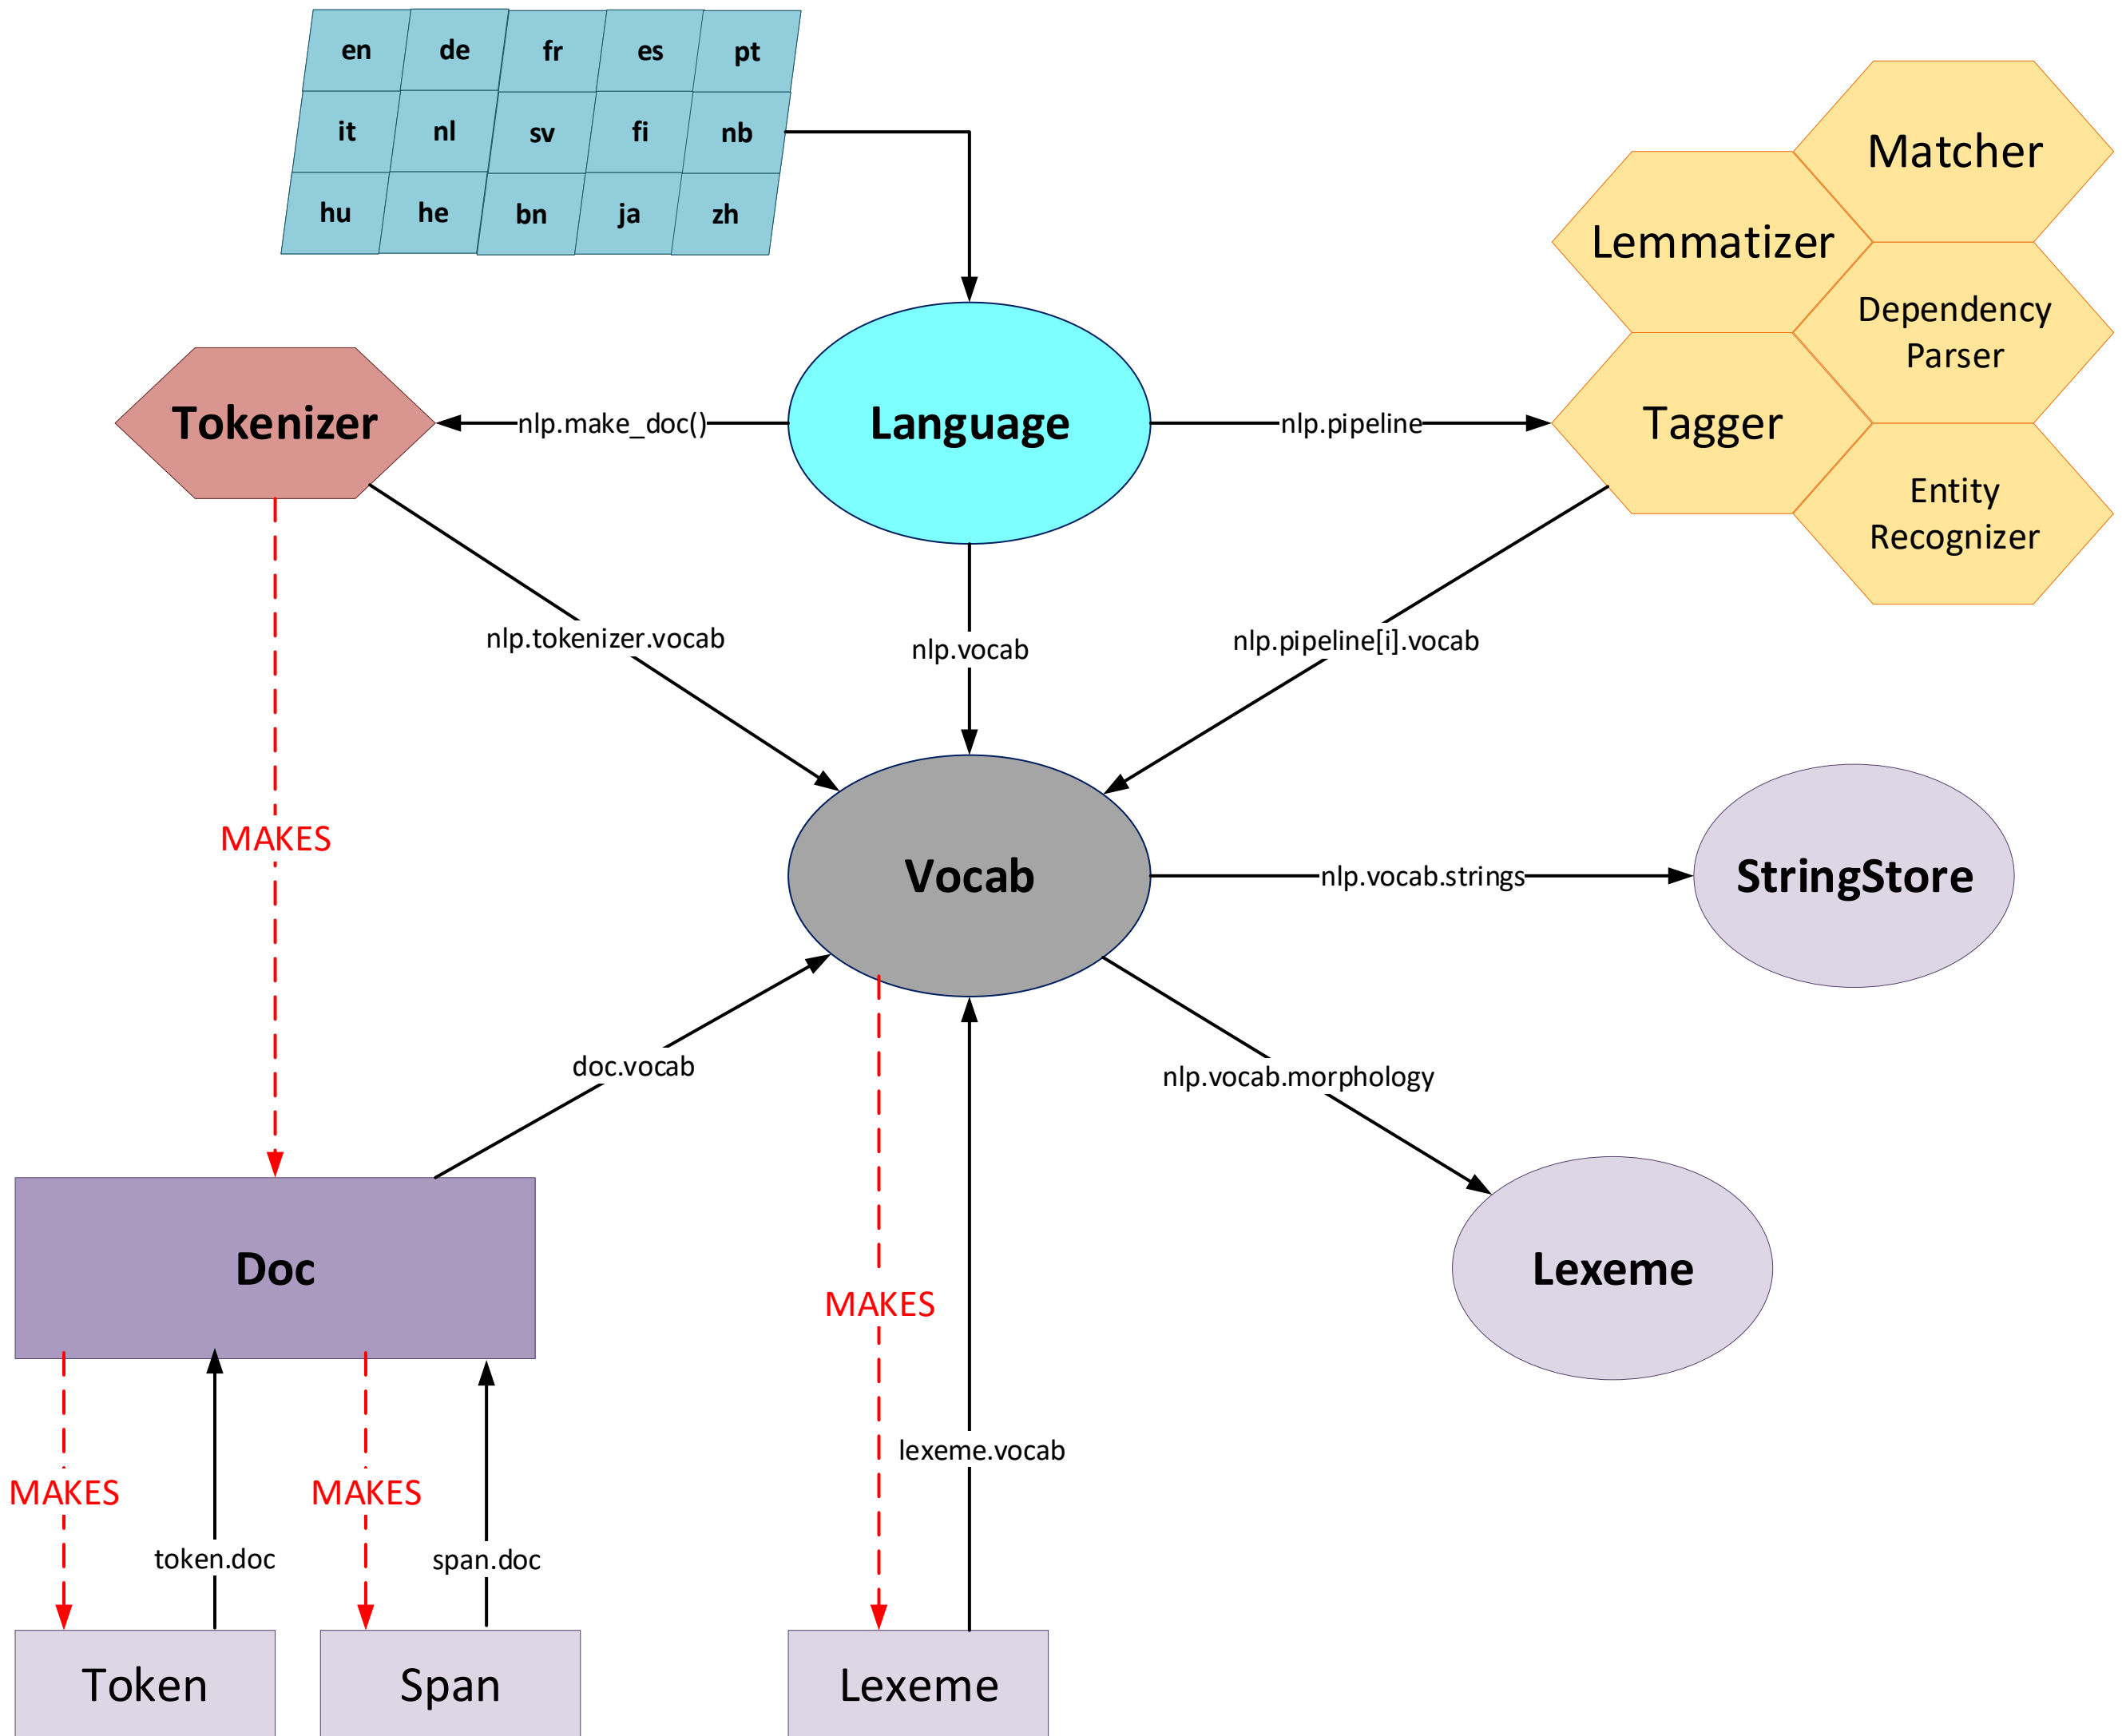 en de fr es pt
it nl sv fi nb
hu he bn ja zh
Matcher
Lemmatizer
Dependency
Parser
Tokenizer
nlp.make_doc()
Language
nlp.pipeline
Tagger
Entity
Recognizer
nlp.tokenizer.vocab
nlp.vocab
nlp.pipeline[i].vocab
MAKES
Vocab
nlp.vocab.strings
StringStore
doc.vocab
nlp.vocab.morphology
Doc
MAKES
Lexeme
lexeme.vocab
MAKES
MAKES
token.doc
span.doc
Token
Span
Lexeme